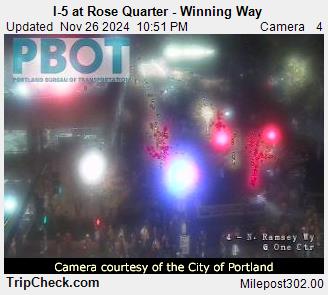 I-5 at Rose Quarter - Winning Way
Updated Nov 26 2024 10:51 PM Camera 4
PBOT
PORTLAND BUREAU OF TRANSPORTATION
4 - N. Ramsey Wy
@ One Ctr
Camera courtesy of the City of Portland
TripCheck.com Milepost302.00